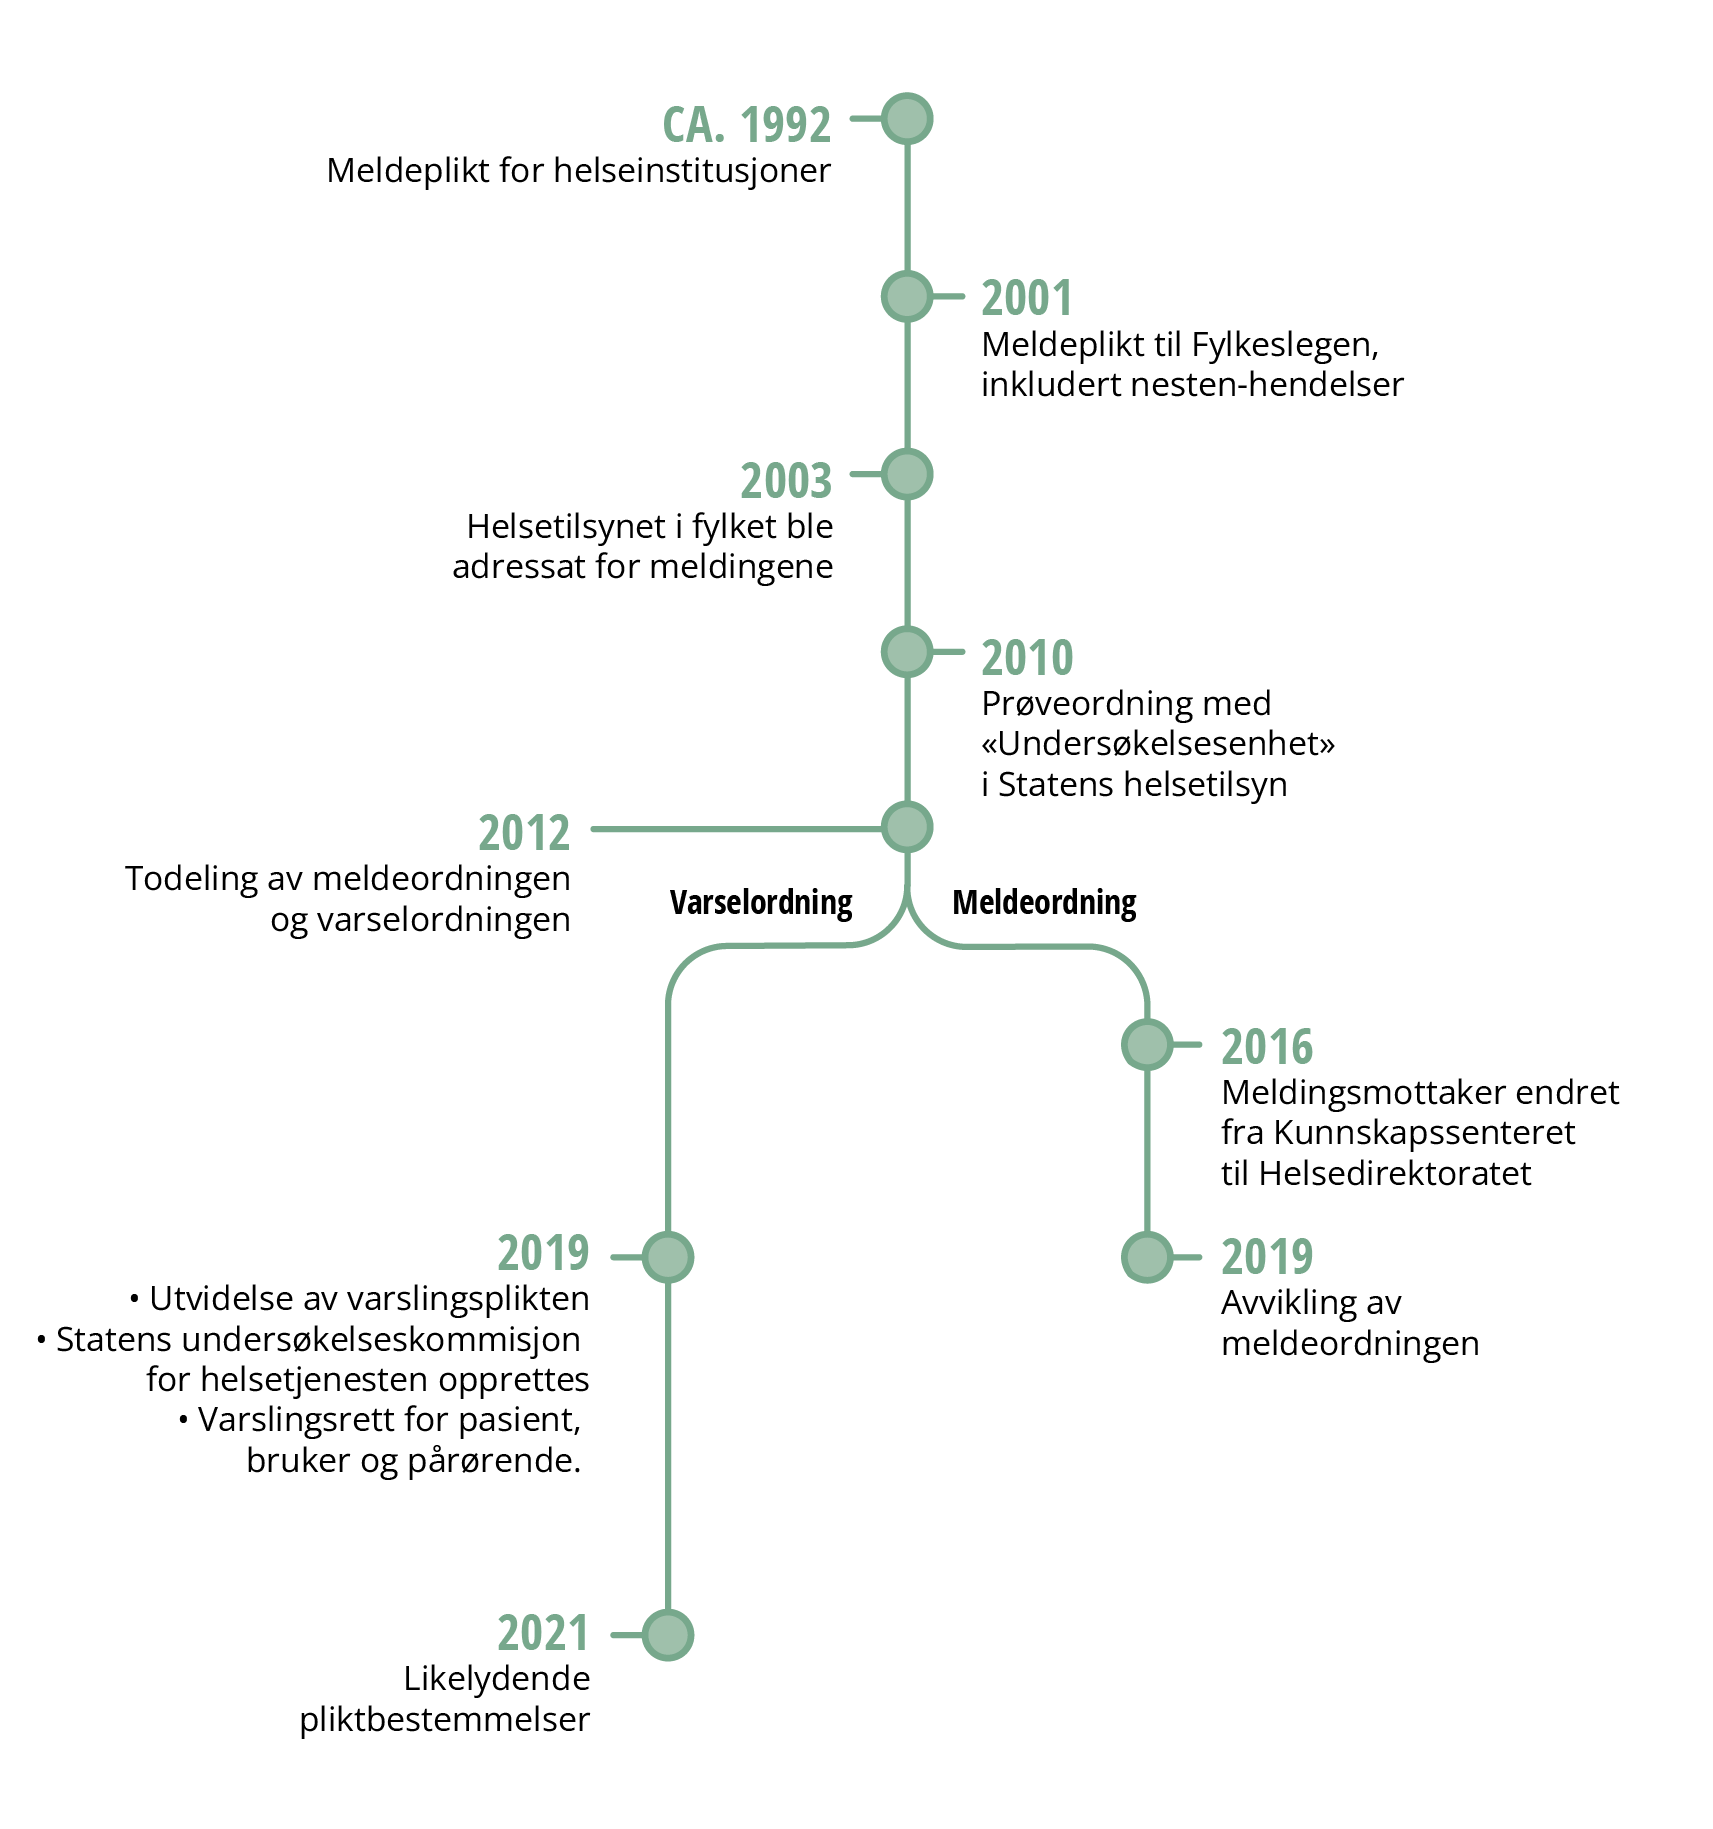 CA. 1992
Meldeplikt for helseinstitusjoner
2001
Meldeplikt til Fylkeslegen,
inkludert nesten-hendelser
2003
Helsetilsynet i fylket ble
adressat for meldingene
2010
Prøveordning med
«Undersøkelsesenhet»
i Statens helsetilsyn
2012
Todeling av meldeordningen
og varselordningen
Varselordning
Meldeordning
2016
Meldingsmottaker endret
fra Kunnskapssenteret
til Helsedirektoratet
2019
• Utvidelse av varslingsplikten
• Statens undersøkelseskommisjon
for helsetjenesten opprettes
• Varslingsrett for pasient,
bruker og pårørende.
2019
Avvikling av
meldeordningen
2021
Likelydende
pliktbestemmelser